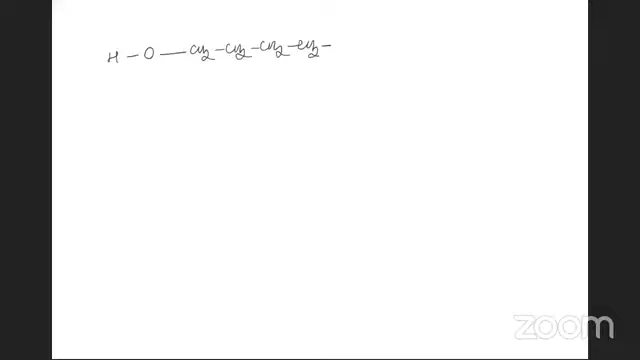 H - O — CH2 - CH2 - CH2 - CH2 -
zoom